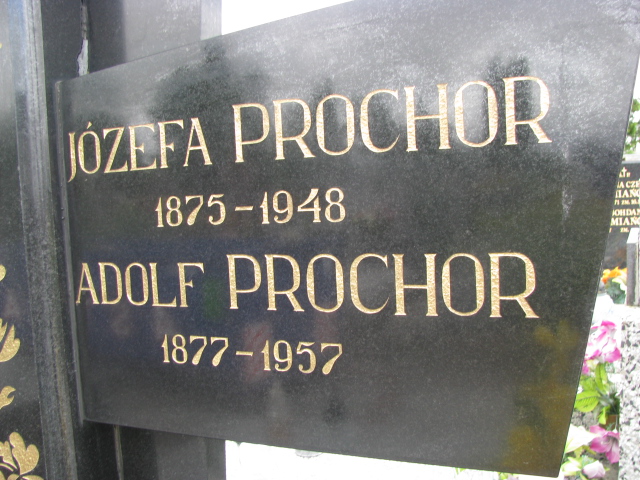 JÓZEFA PROCHOR
1875-1948
ADOLF PROCHOR
1877-1957